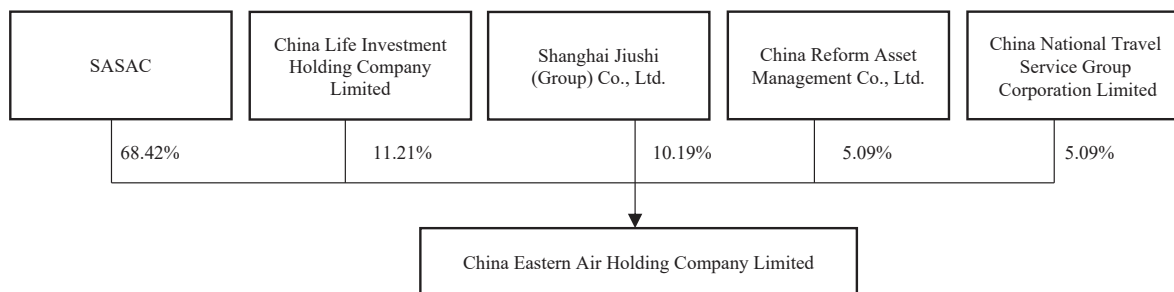 SASAC
China Life Investment
Holding Company
Limited
Shanghai Jiushi
(Group) Co., Ltd.
China Reform Asset
Management Co., Ltd.
China National Travel
Service Group
Corporation Limited
68.42%
11.21%
10.19%
5.09%
5.09%
China Eastern Air Holding Company Limited